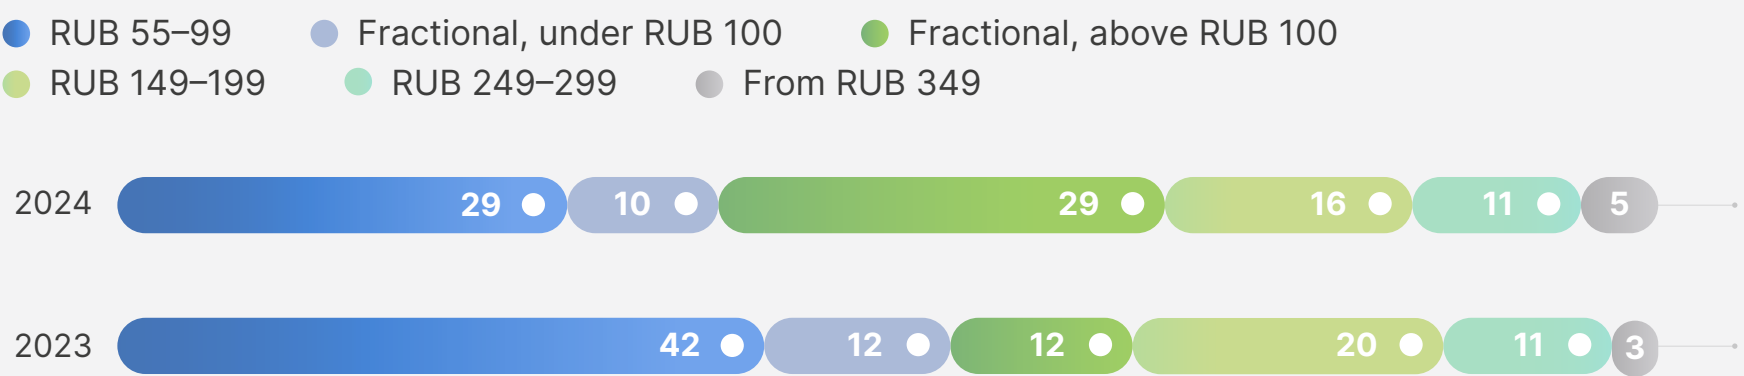 RUB 55–99 Fractional, under RUB 100 Fractional, above RUB 100
RUB 149–199 RUB 249–299 From RUB 349
2024 29 10 29 16 11 5
2023 42 12 12 20 11 3